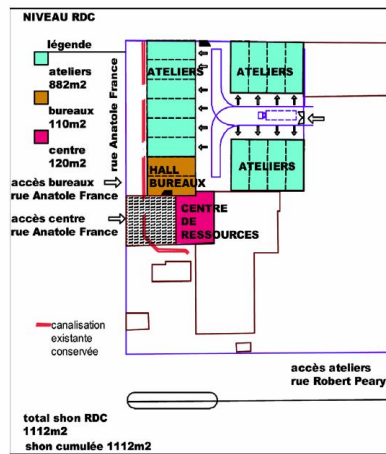 NIVEAU RDC
légende
ateliers
882m2
bureaux
110m2
centre
120m2
rue Anatole France
ATELIERS
ATELIERS
ATELIERS
accès bureaux
rue Anatole France
HALL
BUREAUX
accès centre
rue Anatole France
CENTRE
DE
RESSOURCES
canalisation
existante
conservée
accès ateliers
rue Robert Peary
total shon RDC
1112m2
shon cumulée 1112m2